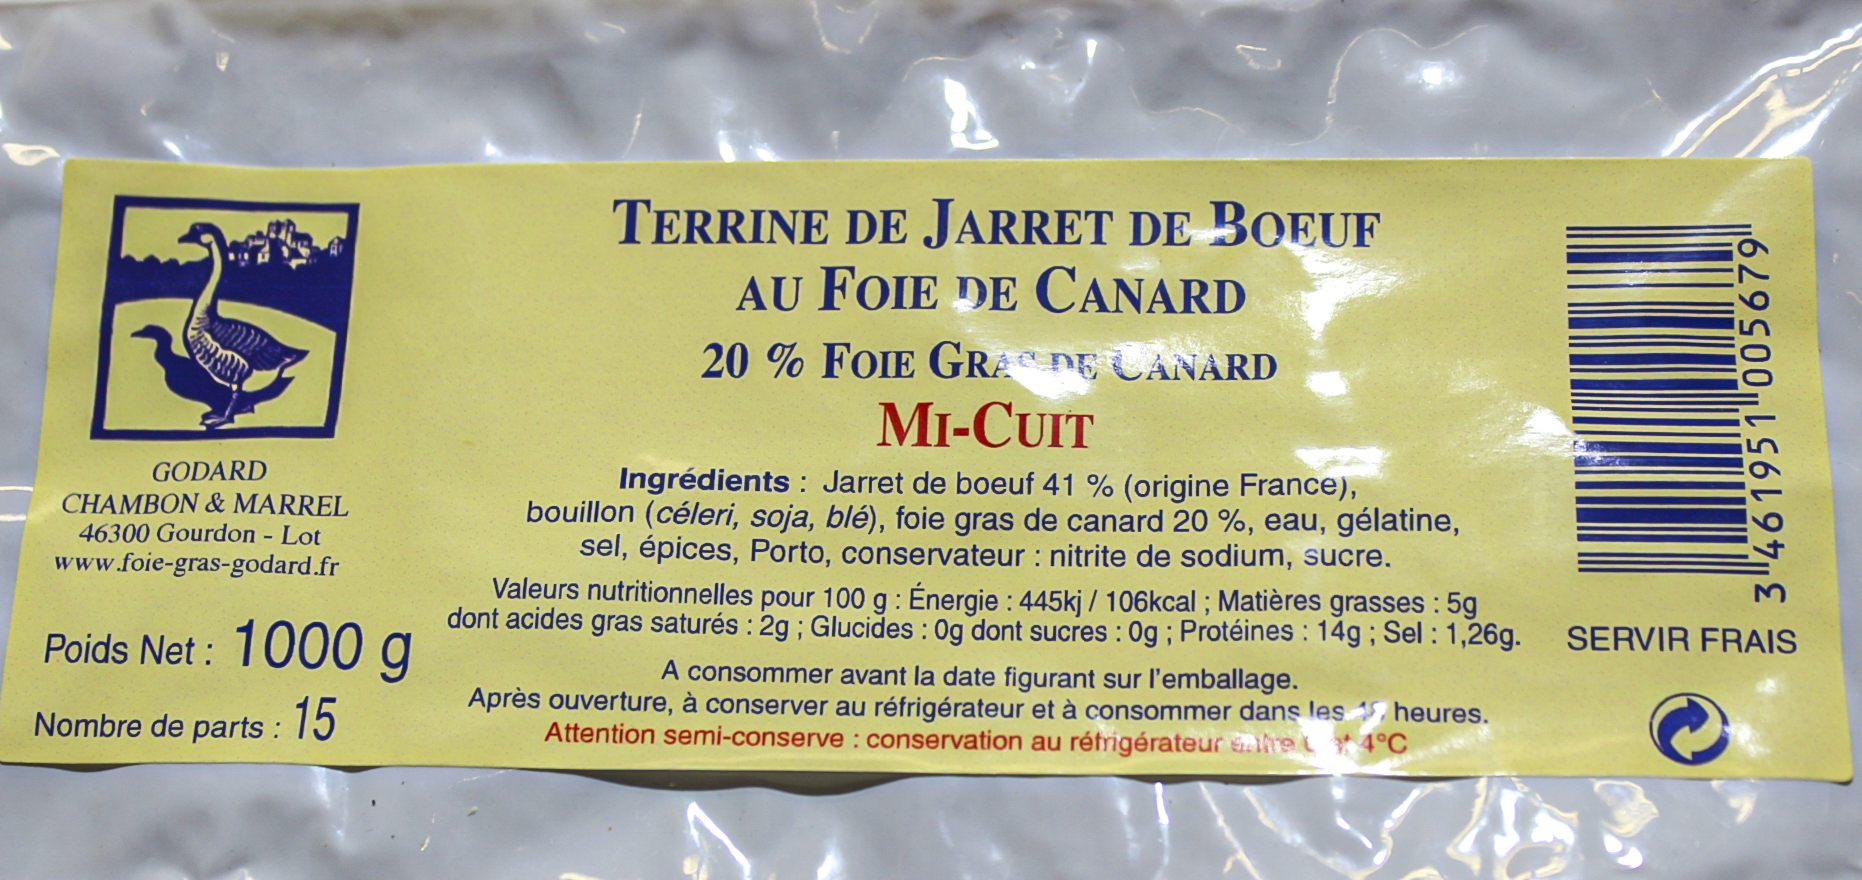 TERRINE DE JARRET DE BOEUF
AU FOIE DE CANARD
20 % FOIE GRAS DE CANARD
MI-CUIT
Ingrédients : Jarret de boeuf 41 % (origine France),
bouillon (céleri, soja, blé), foie gras de canard 20 %, eau, gélatine,
sel, épices, Porto, conservateur : nitrite de sodium, sucre.
Valeurs nutritionnelles pour 100 g : Énergie : 445kj / 106kcal ; Matières grasses : 5g
dont acides gras saturés : 2g ; Glucides : 0g dont sucres : 0g ; Protéines : 14g ; Sel : 1,26g.
A consommer avant la date figurant sur l'emballage.
Après ouverture, à conserver au réfrigérateur et à consommer dans les heures.
Attention semi-conserve : conservation au réfrigérateur entre et 4°C
GODARD
CHAMBON & MARREL
46300 Gourdon - Lot
www.foie-gras-godard.fr
Poids Net : 1000 g
Nombre de parts : 15
3 461951 005679
SERVIR FRAIS